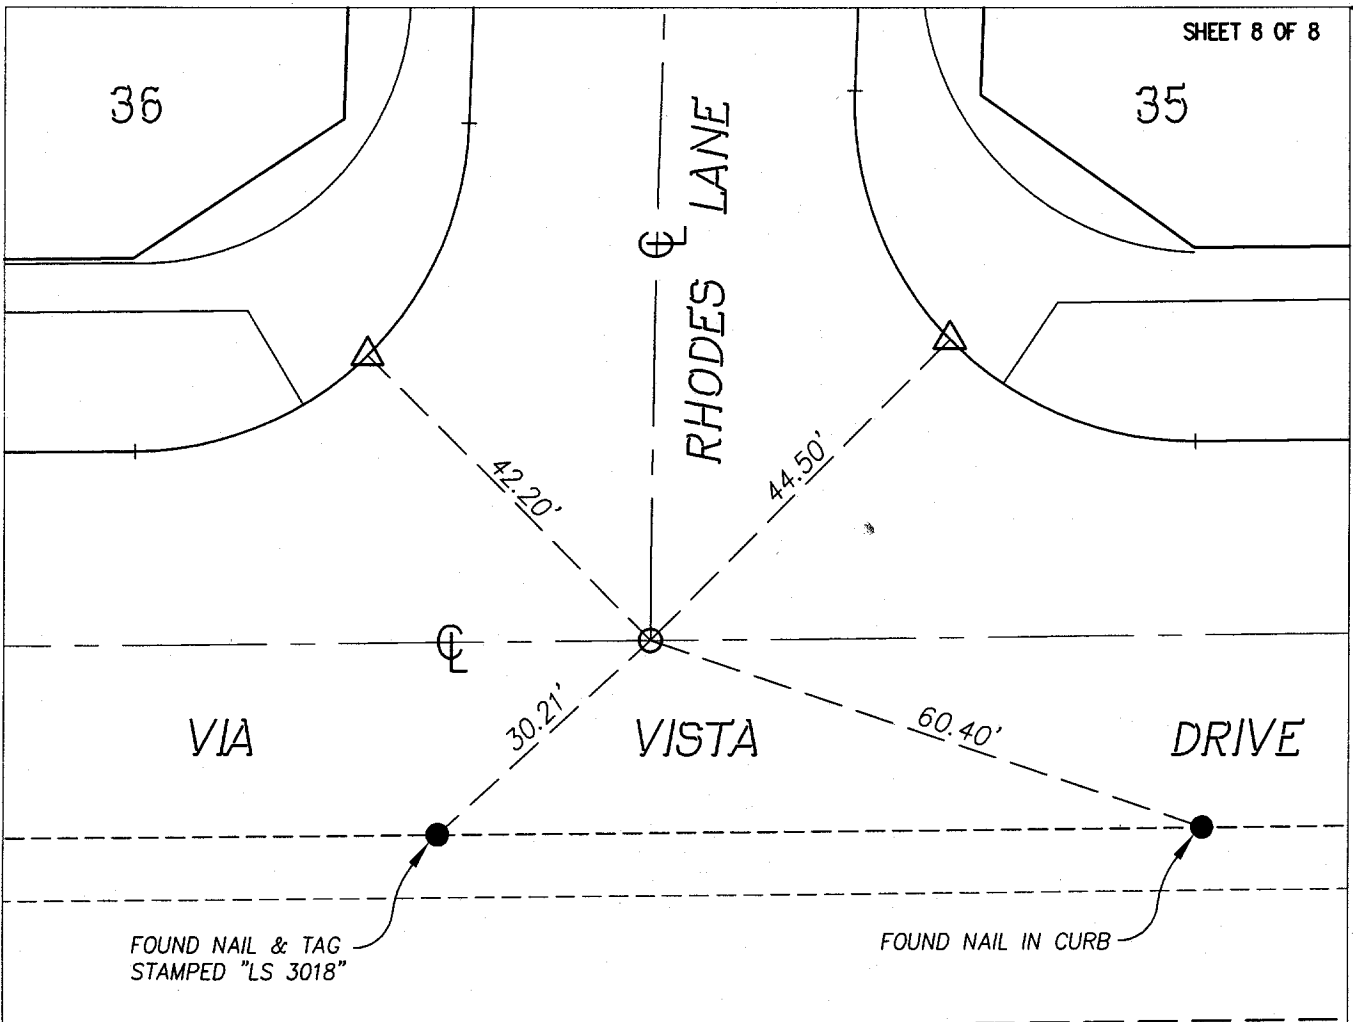 SHEET 8 OF 8
36
35
RHODES LANE
℄
42.20'
44.50'
℄
30.21'
60.40'
VIA VISTA DRIVE
FOUND NAIL & TAG
STAMPED "LS 3018"
FOUND NAIL IN CURB